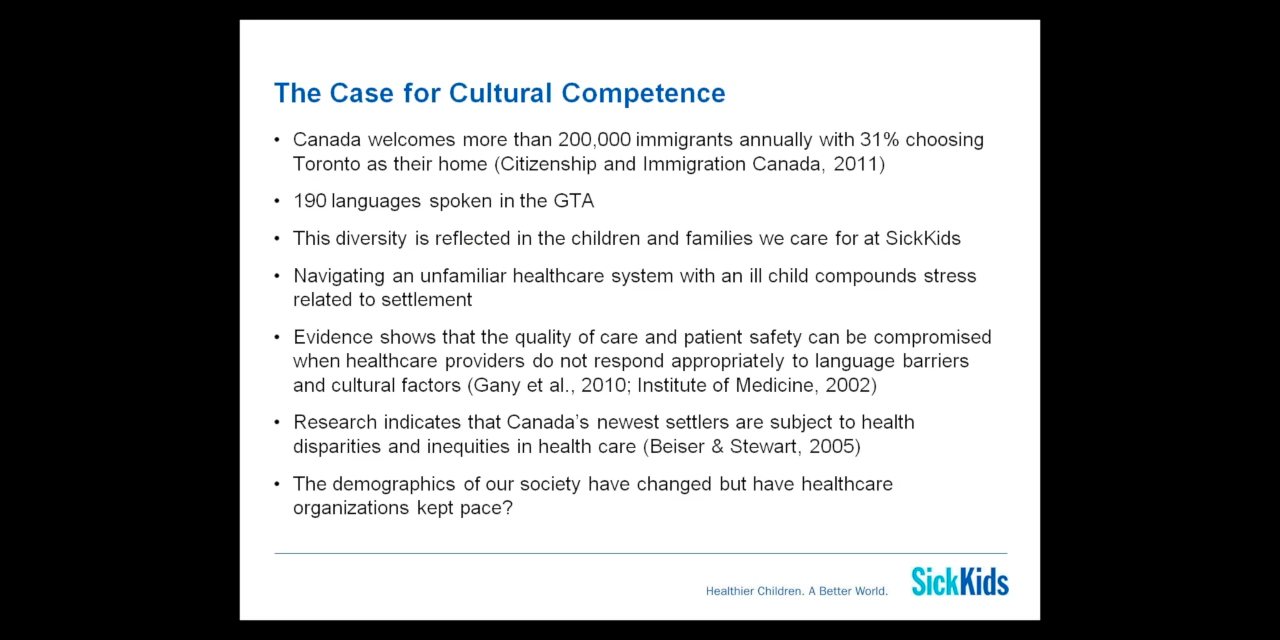 The Case for Cultural Competence
• Canada welcomes more than 200,000 immigrants annually with 31% choosing
Toronto as their home (Citizenship and Immigration Canada, 2011)
• 190 languages spoken in the GTA
• This diversity is reflected in the children and families we care for at SickKids
• Navigating an unfamiliar healthcare system with an ill child compounds stress
related to settlement
• Evidence shows that the quality of care and patient safety can be compromised
when healthcare providers do not respond appropriately to language barriers
and cultural factors (Gany et al., 2010; Institute of Medicine, 2002)
• Research indicates that Canada’s newest settlers are subject to health
disparities and inequities in health care (Beiser & Stewart, 2005)
• The demographics of our society have changed but have healthcare
organizations kept pace?
Healthier Children. A Better World.
SickKids